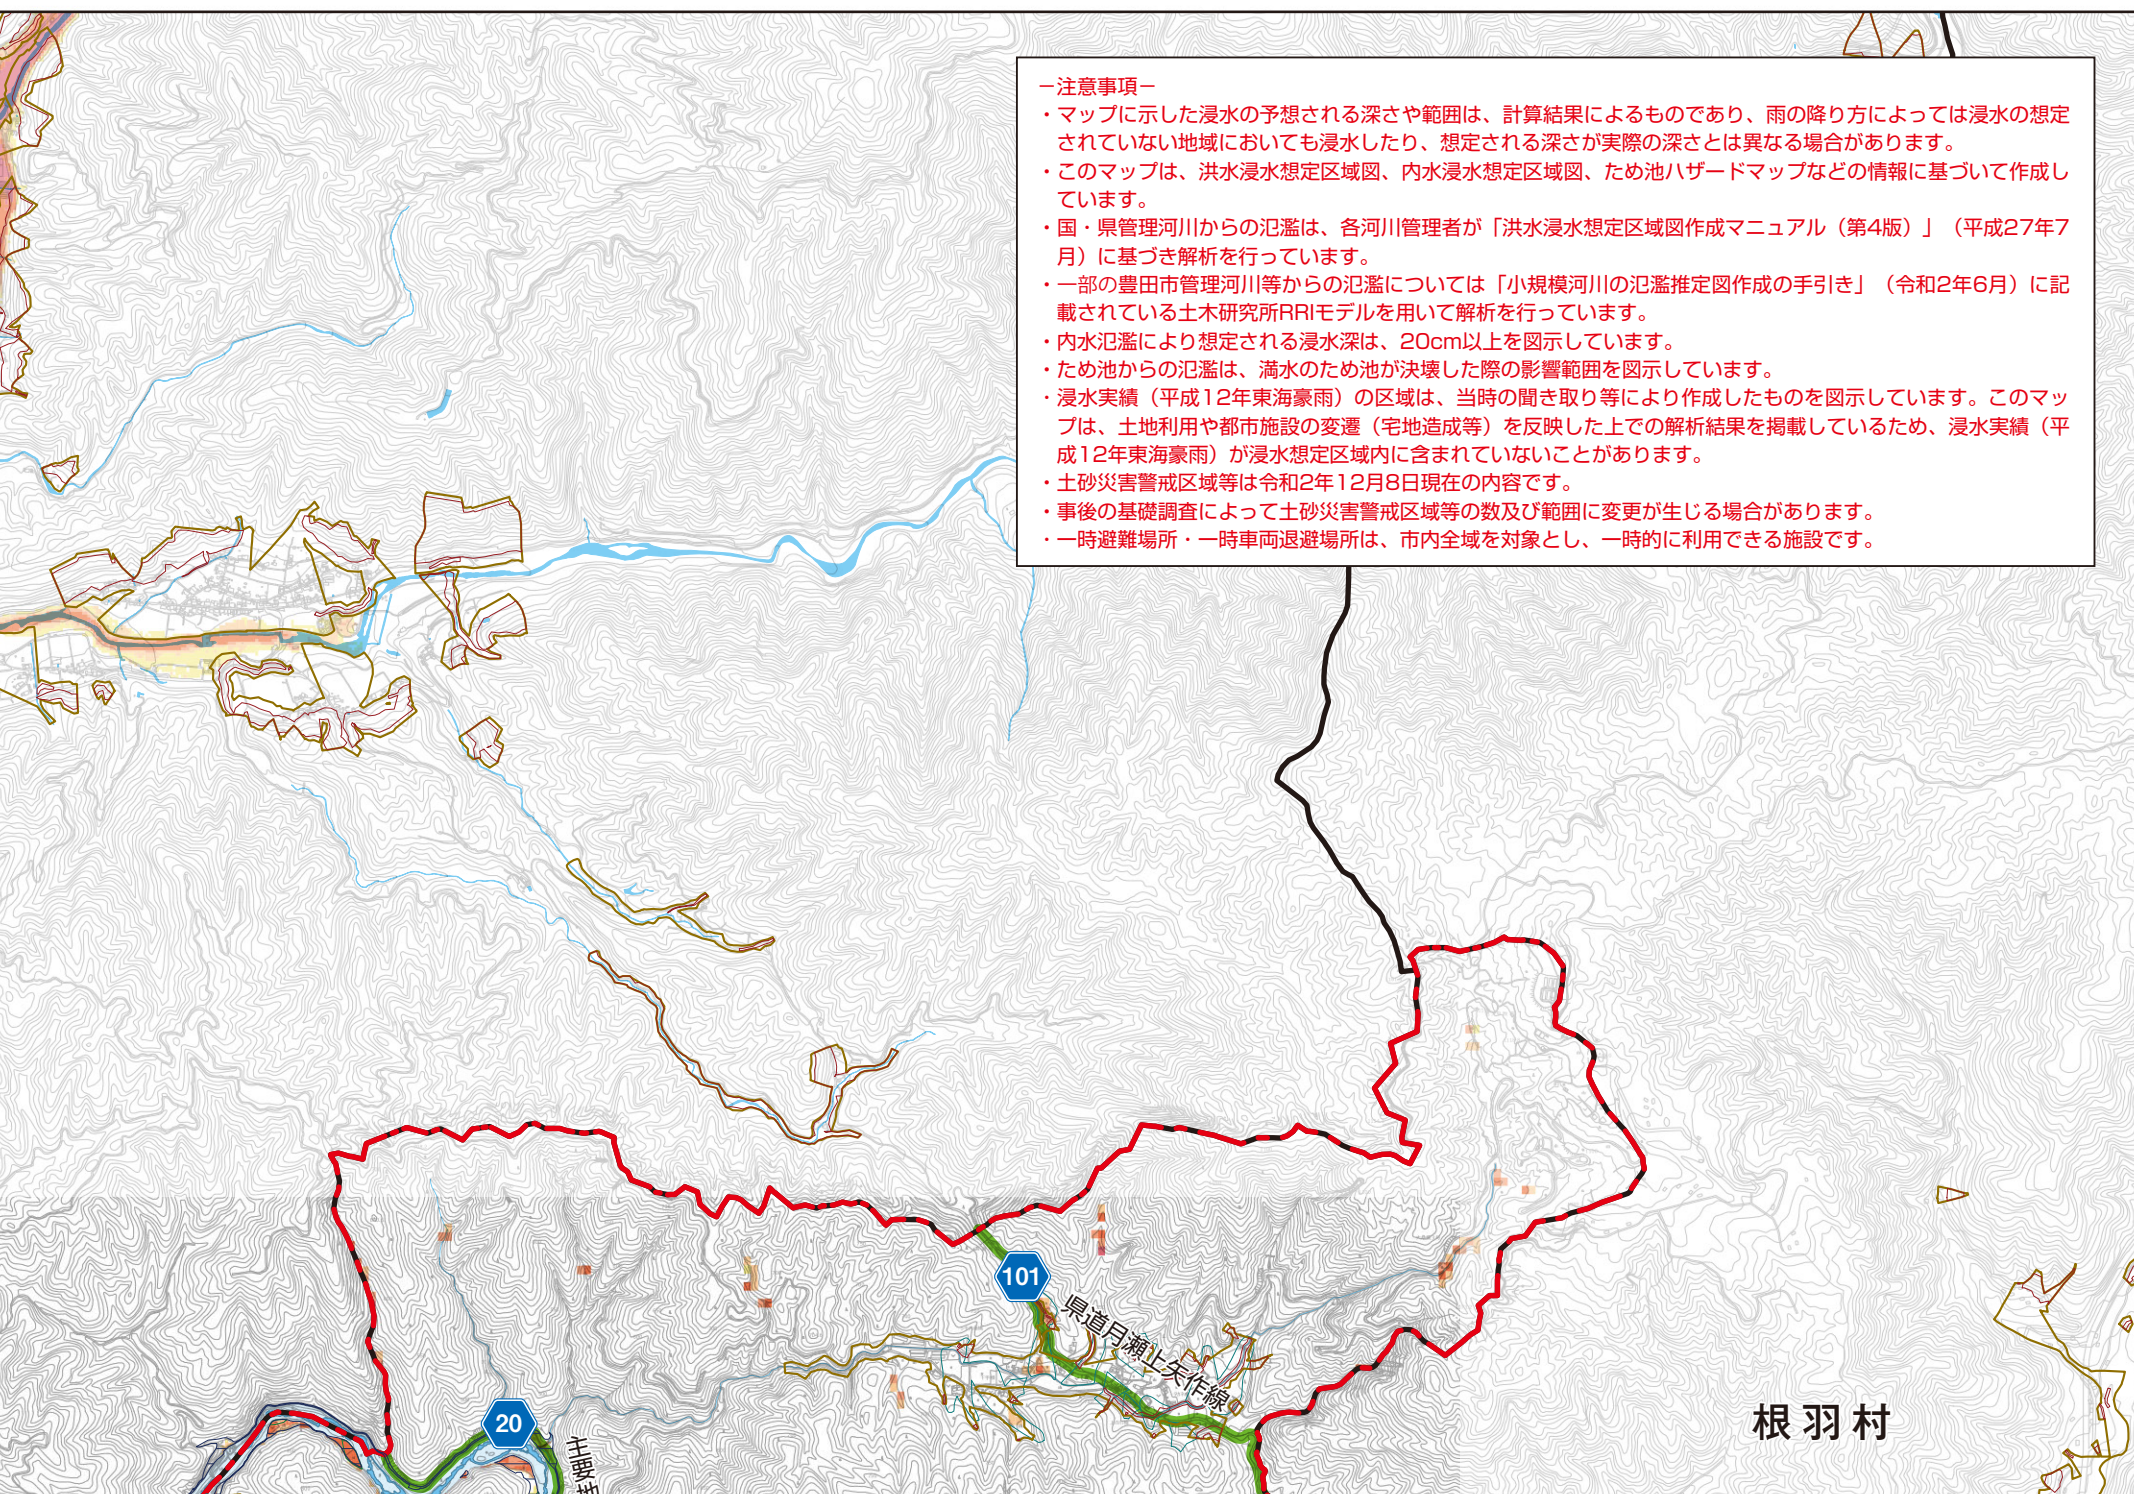 －注意事項－
・マップに示した浸水の予想される深さや範囲は、計算結果によるものであり、雨の降り方によっては浸水の想定
されていない地域においても浸水したり、想定される深さが実際の深さとは異なる場合があります。
・このマップは、洪水浸水想定区域図、内水浸水想定区域図、ため池ハザードマップなどの情報に基づいて作成し
ています。
・国・県管理河川からの氾濫は、各河川管理者が「洪水浸水想定区域図作成マニュアル（第4版）」（平成27年7
月）に基づき解析を行っています。
・一部の豊田市管理河川等からの氾濫については「小規模河川の氾濫推定図作成の手引き」（令和2年6月）に記
載されている土木研究所RRIモデルを用いて解析を行っています。
・内水氾濫により想定される浸水深は、20cm以上を図示しています。
・ため池からの氾濫は、満水のため池が決壊した際の影響範囲を図示しています。
・浸水実績（平成12年東海豪雨）の区域は、当時の聞き取り等により作成したものを図示しています。このマッ
プは、土地利用や都市施設の変遷（宅地造成等）を反映した上での解析結果を掲載しているため、浸水実績（平
成12年東海豪雨）が浸水想定区域内に含まれていないことがあります。
・土砂災害警戒区域等は令和2年12月8日現在の内容です。
・事後の基礎調査によって土砂災害警戒区域等の数及び範囲に変更が生じる場合があります。
・一時避難場所・一時車両退避場所は、市内全域を対象とし、一時的に利用できる施設です。
101
県道月瀬上矢作線
20
主要地
根羽村